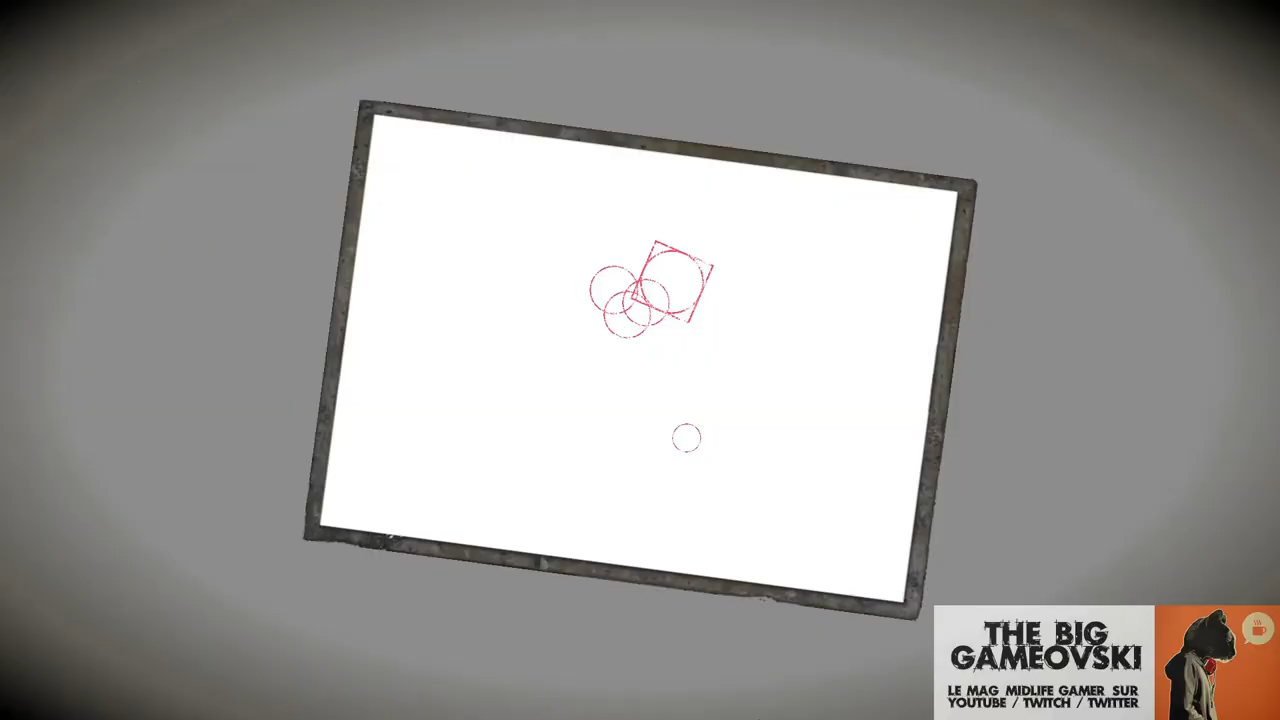 THE BIG
GAMEOVSKI
LE MAG MIDLIFE GAMER SUR
YOUTUBE / TWITCH / TWITTER